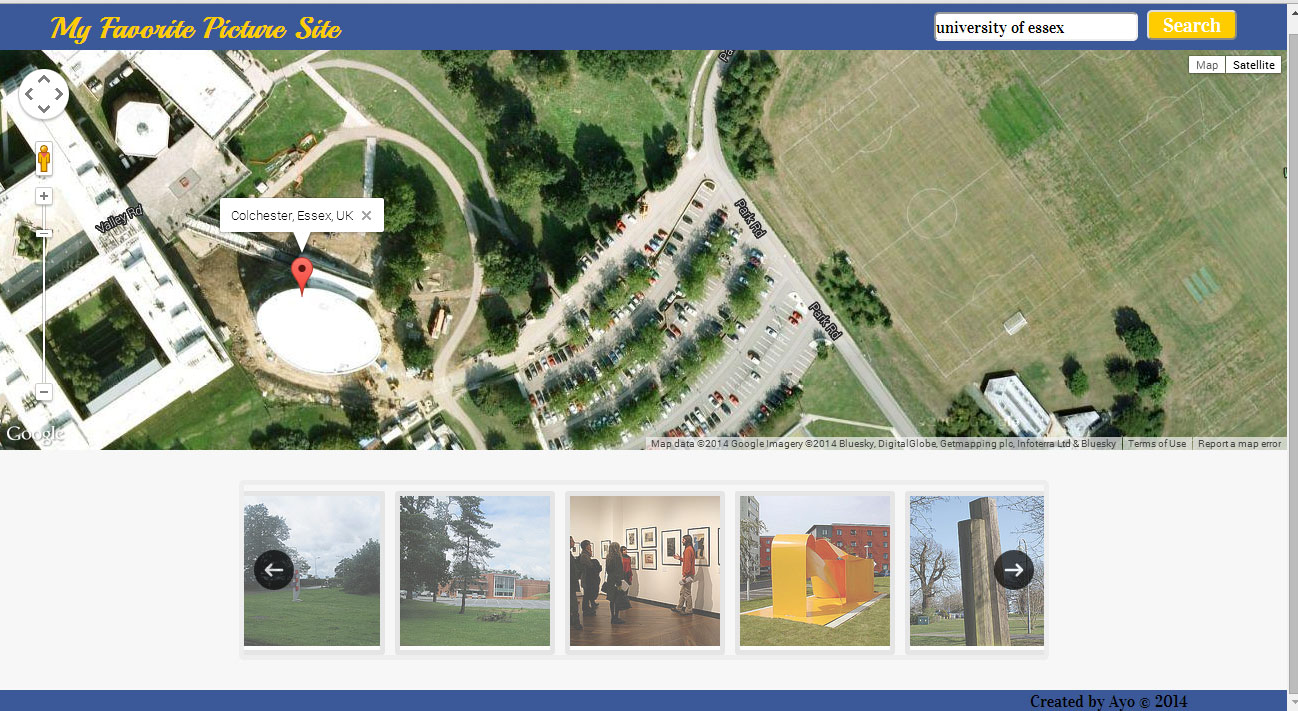 My Favorite Picture Site
university of essex
Search
Map
Satellite
Valley Rd
Colchester, Essex, UK
Park Rd
Park Rd
Google
Map data ©2014 Google Imagery ©2014 Bluesky, DigitalGlobe, Getmapping plc, Infoterra Ltd & Bluesky
Terms of Use
Report a map error
Created by Ayo © 2014